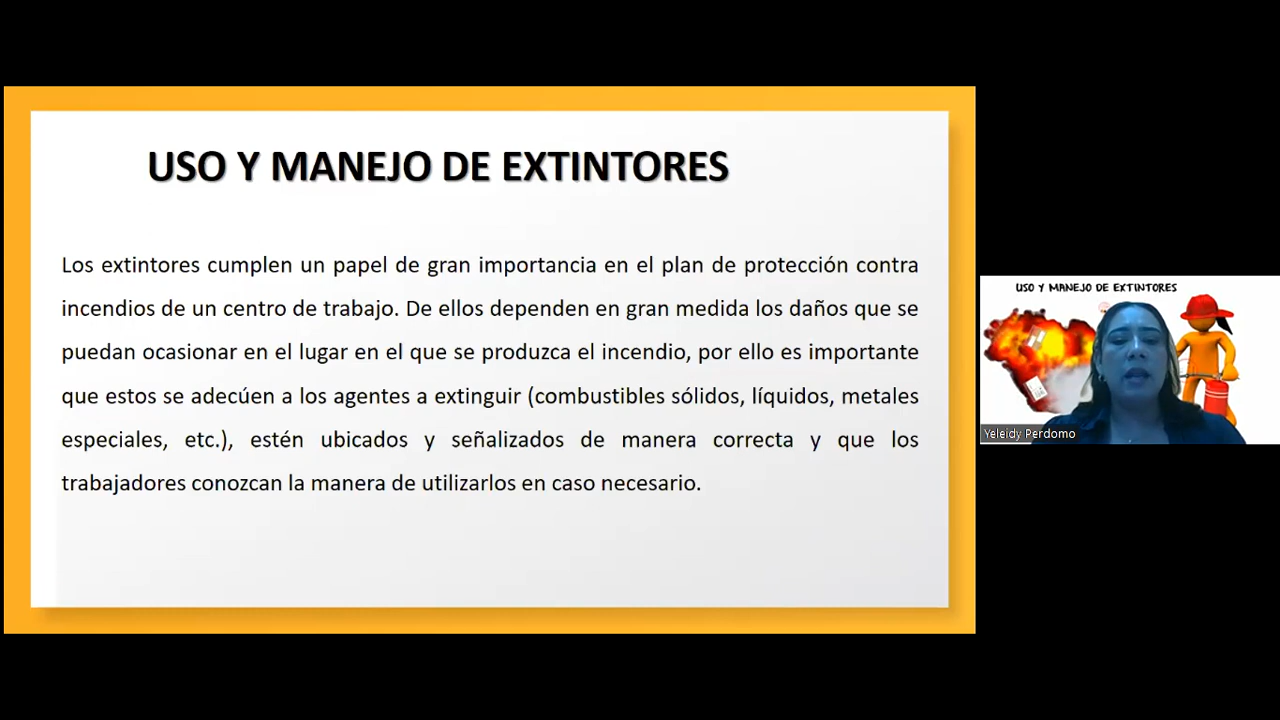 USO Y MANEJO DE EXTINTORES
Los extintores cumplen un papel de gran importancia en el plan de protección contra
incendios de un centro de trabajo. De ellos dependen en gran medida los daños que se
puedan ocasionar en el lugar en el que se produzca el incendio, por ello es importante
que estos se adecúen a los agentes a extinguir (combustibles sólidos, líquidos, metales
especiales, etc.), estén ubicados y señalizados de manera correcta y que los
trabajadores conozcan la manera de utilizarlos en caso necesario.
USO Y MANEJO DE EXTINTORES
Yeleidy Perdomo